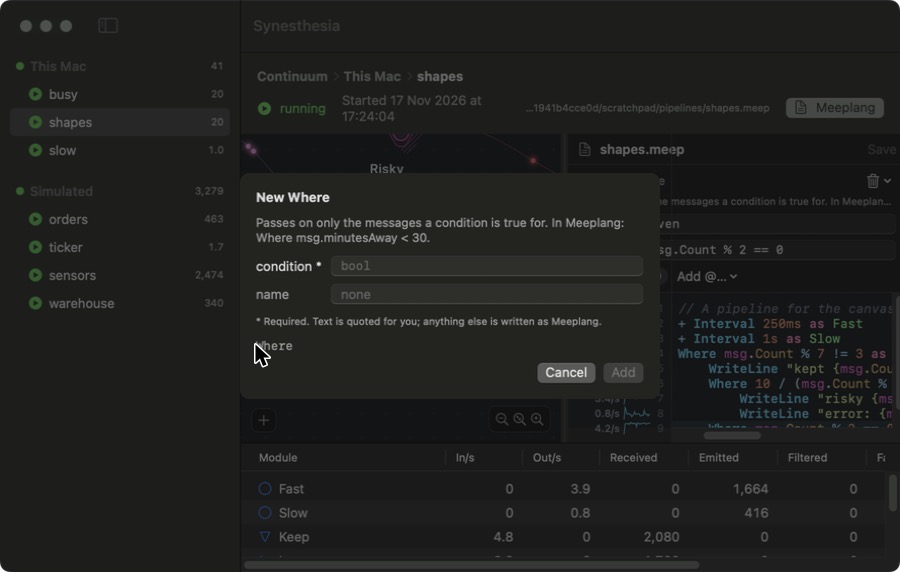 Synesthesia
This Mac 41
busy 20
shapes 20
slow 1.0
Simulated 3,279
orders 463
ticker 1.7
sensors 2,474
warehouse 340
Continuum › This Mac › shapes
running
Started 17 Nov 2026 at
17:24:04
...1941b4cce0d/scratchpad/pipelines/shapes.meep
Meeplang
Risky
shapes.meep
Save
New Where
Passes on only the messages a condition is true for. In Meeplang:
Where msg.minutesAway < 30.
condition * bool
name none
* Required. Text is quoted for you; anything else is written as Meeplang.
Where
Cancel
Add
messages a condition is true for. In Meeplan...
.Count % 2 == 0
Add @...
// A pipeline for the canvas
+ Interval 250ms as Fast
+ Interval 1s as Slow
Where msg.Count % 7 != 3 as
WriteLine "kept {msg.Cou
Where 10 / (msg.Count %
WriteLine "risky {ms
WriteLine "error: {m
0.8/s 8
4.2/s 9
Module In/s Out/s Received Emitted Filtered Fa
Fast 0 3.9 0 1,664 0
Slow 0 0.8 0 416 0
Keep 4.8 0 2,080 0 0